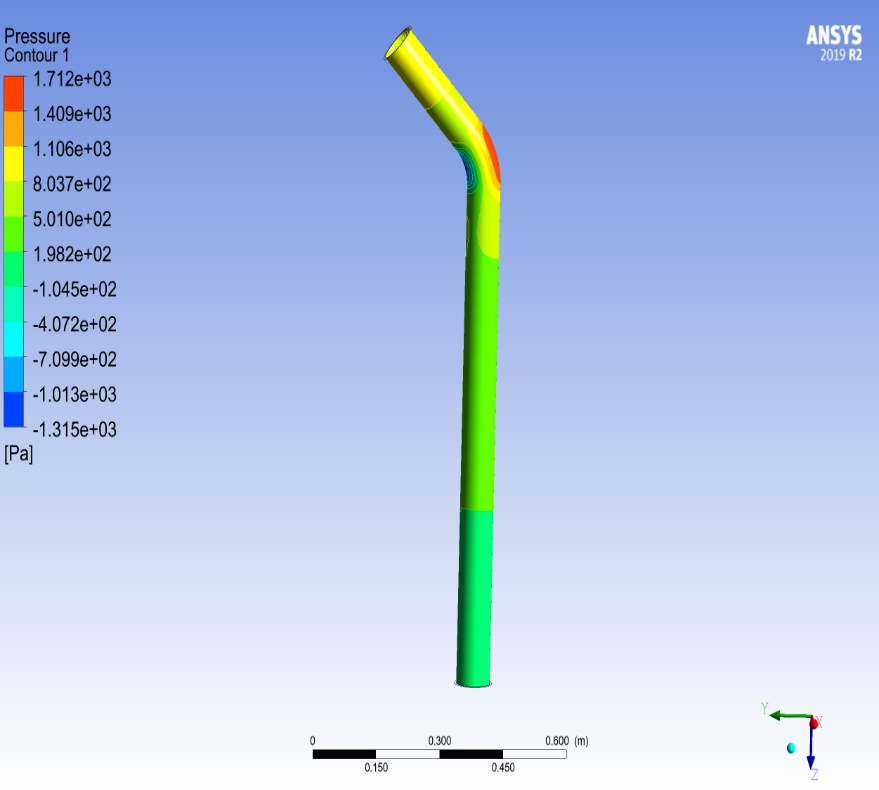 Pressure
Contour 1
1.712e+03
1.409e+03
1.106e+03
8.037e+02
5.010e+02
1.982e+02
-1.045e+02
-4.072e+02
-7.099e+02
-1.013e+03
-1.315e+03
[Pa]
ANSYS
2019 R2
0 0.300 0.600 (m)
0.150 0.450
Y
X
Z